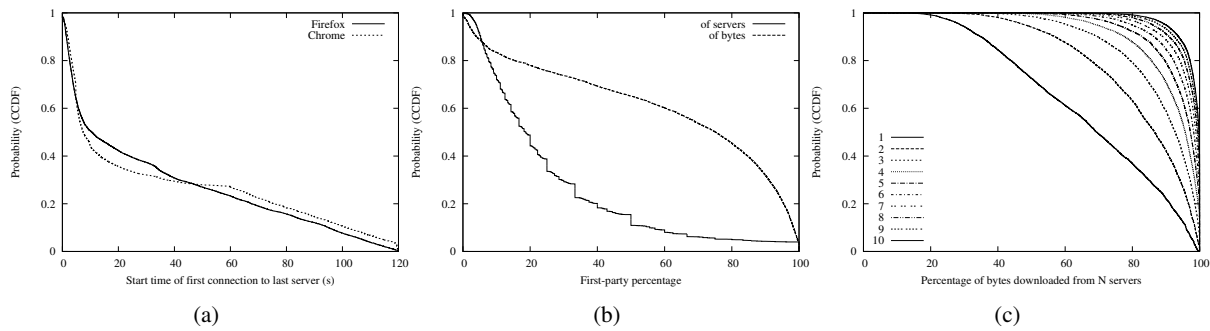 Probability (CCDF)
1
0.8
0.6
0.4
0.2
0
0 20 40 60 80 100 120
Start time of first connection to last server (s)
Firefox
Chrome
(a)
Probability (CCDF)
1
0.8
0.6
0.4
0.2
0
0 20 40 60 80 100
First-party percentage
of servers
of bytes
(b)
Probability (CCDF)
1
0.8
0.6
0.4
0.2
0
0 20 40 60 80 100
Percentage of bytes downloaded from N servers
1
2
3
4
5
6
7
8
9
10
(c)